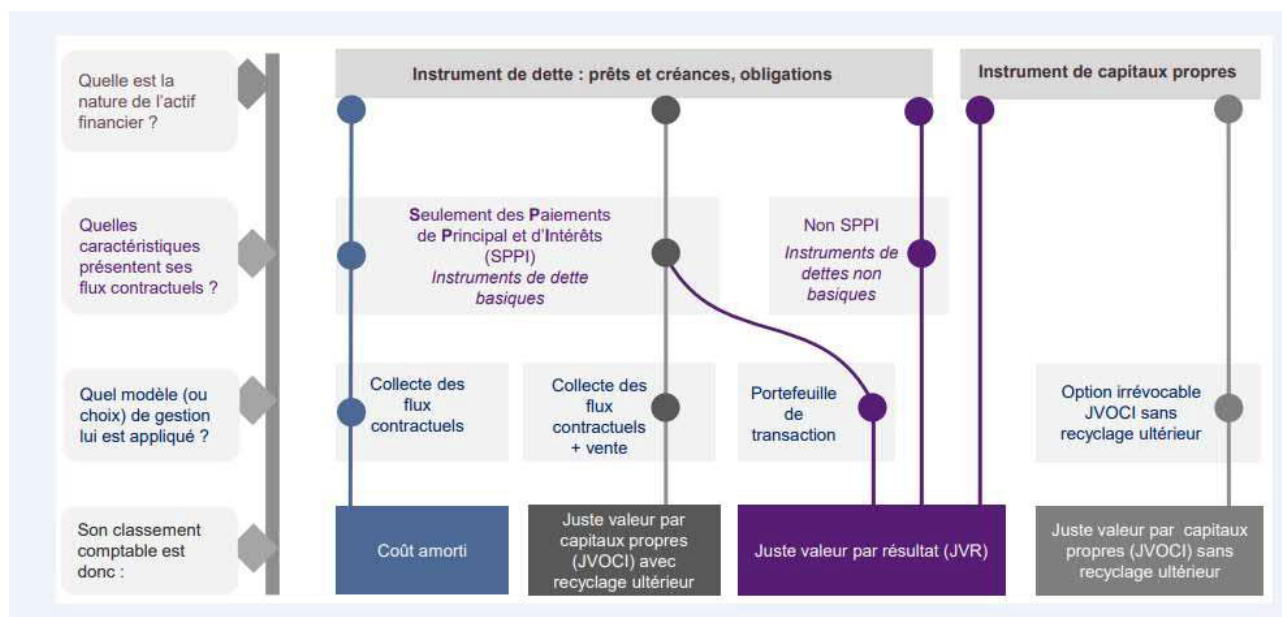 Quelle est la
nature de l'actif
financier ?
Instrument de dette : prêts et créances, obligations
Instrument de capitaux propres
Quelles
caractéristiques
présentent ses
flux contractuels ?
Seulement des Paiements
de Principal et d'Intérêts
(SPPI)
Instruments de dette
basiques
Non SPPI
Instruments de
dettes non
basiques
Quel modèle (ou
choix) de gestion
lui est appliqué ?
Collecte des
flux
contractuels
Collecte des
flux
contractuels
+ vente
Portefeuille
de
transaction
Option irrévocable
JVOCI sans
recyclage ultérieur
Son classement
comptable est
donc :
Coût amorti
Juste valeur par
capitaux propres
(JVOCI) avec
recyclage ultérieur
Juste valeur par résultat (JVR)
Juste valeur par capitaux
propres (JVOCI) sans
recyclage ultérieur